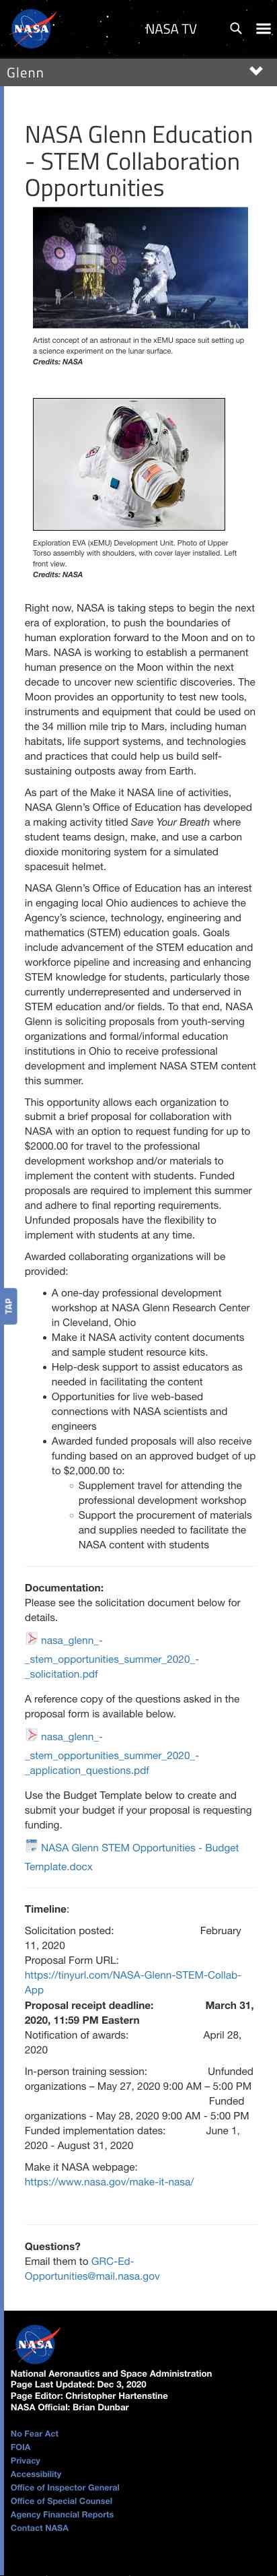 NASA
NASA TV
Glenn
NASA Glenn Education
- STEM Collaboration
Opportunities
Artist concept of an astronaut in the xEMU space suit setting up
a science experiment on the lunar surface.
Credits: NASA
Exploration EVA (xEMU) Development Unit. Photo of Upper
Torso assembly with shoulders, with cover layer installed. Left
front view.
Credits: NASA
Right now, NASA is taking steps to begin the next
era of exploration, to push the boundaries of
human exploration forward to the Moon and on to
Mars. NASA is working to establish a permanent
human presence on the Moon within the next
decade to uncover new scientific discoveries. The
Moon provides an opportunity to test new tools,
instruments and equipment that could be used on
the 34 million mile trip to Mars, including human
habitats, life support systems, and technologies
and practices that could help us build self-
sustaining outposts away from Earth.
As part of the Make it NASA line of activities,
NASA Glenn's Office of Education has developed
a making activity titled Save Your Breath where
student teams design, make, and use a carbon
dioxide monitoring system for a simulated
spacesuit helmet.
NASA Glenn's Office of Education has an interest
in engaging local Ohio audiences to achieve the
Agency's science, technology, engineering and
mathematics (STEM) education goals. Goals
include advancement of the STEM education and
workforce pipeline and increasing and enhancing
STEM knowledge for students, particularly those
currently underrepresented and underserved in
STEM education and/or fields. To that end, NASA
Glenn is soliciting proposals from youth-serving
organizations and formal/informal education
institutions in Ohio to receive professional
development and implement NASA STEM content
this summer.
This opportunity allows each organization to
submit a brief proposal for collaboration with
NASA with an option to request funding for up to
$2000.00 for travel to the professional
development workshop and/or materials to
implement the content with students. Funded
proposals are required to implement this summer
and adhere to final reporting requirements.
Unfunded proposals have the flexibility to
implement with students at any time.
Awarded collaborating organizations will be
provided:
TAP
• A one-day professional development
workshop at NASA Glenn Research Center
in Cleveland, Ohio
• Make it NASA activity content documents
and sample student resource kits.
• Help-desk support to assist educators as
needed in facilitating the content
• Opportunities for live web-based
connections with NASA scientists and
engineers
• Awarded funded proposals will also receive
funding based on an approved budget of up
to $2,000.00 to:
◦ Supplement travel for attending the
professional development workshop
◦ Support the procurement of materials
and supplies needed to facilitate the
NASA content with students
Documentation:
Please see the solicitation document below for
details.
nasa_glenn_-
_stem_opportunities_summer_2020_-
_solicitation.pdf
A reference copy of the questions asked in the
proposal form is available below.
nasa_glenn_-
_stem_opportunities_summer_2020_-
_application_questions.pdf
Use the Budget Template below to create and
submit your budget if your proposal is requesting
funding.
NASA Glenn STEM Opportunities - Budget
Template.docx
Timeline:
Solicitation posted: February
11, 2020
Proposal Form URL:
https://tinyurl.com/NASA-Glenn-STEM-Collab-
App
Proposal receipt deadline: March 31,
2020, 11:59 PM Eastern
Notification of awards: April 28,
2020
In-person training session: Unfunded
organizations – May 27, 2020 9:00 AM – 5:00 PM
Funded
organizations - May 28, 2020 9:00 AM - 5:00 PM
Funded implementation dates: June 1,
2020 - August 31, 2020
Make it NASA webpage:
https://www.nasa.gov/make-it-nasa/
Questions?
Email them to GRC-Ed-
Opportunities@mail.nasa.gov
NASA
National Aeronautics and Space Administration
Page Last Updated: Dec 3, 2020
Page Editor: Christopher Hartenstine
NASA Official: Brian Dunbar
No Fear Act
FOIA
Privacy
Accessibility
Office of Inspector General
Office of Special Counsel
Agency Financial Reports
Contact NASA